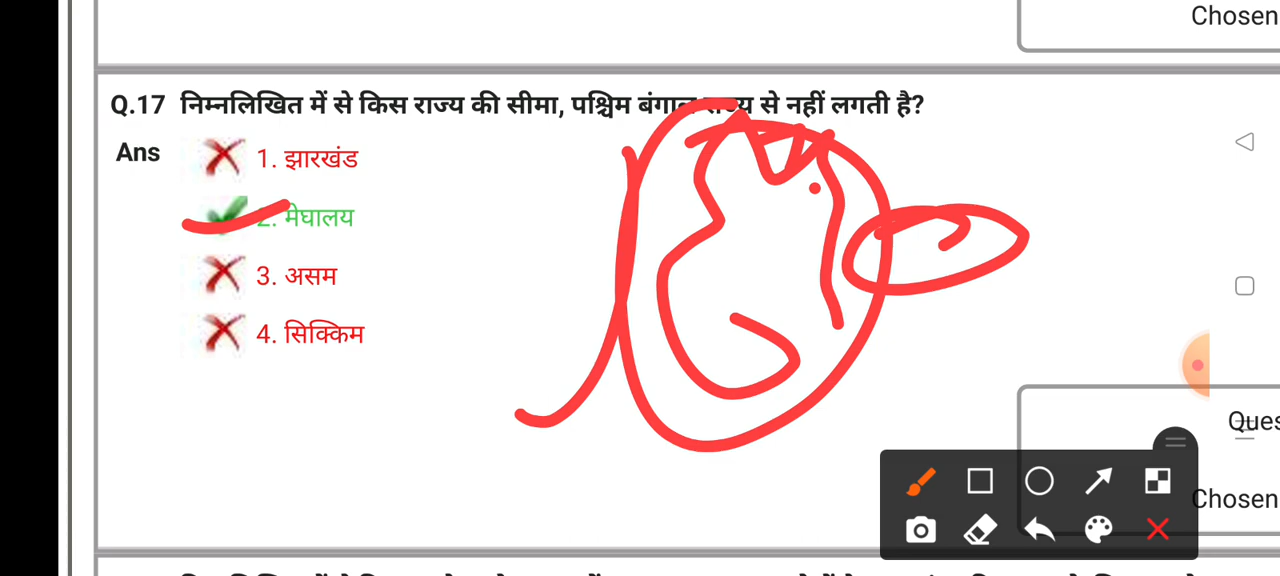 Chosen
Q.17 निम्नलिखित में से किस राज्य की सीमा, पश्चिम बंगाल राज्य से नहीं लगती है?
Ans 1. झारखंड
2. मेघालय
3. असम
4. सिक्किम
Ques
Chosen